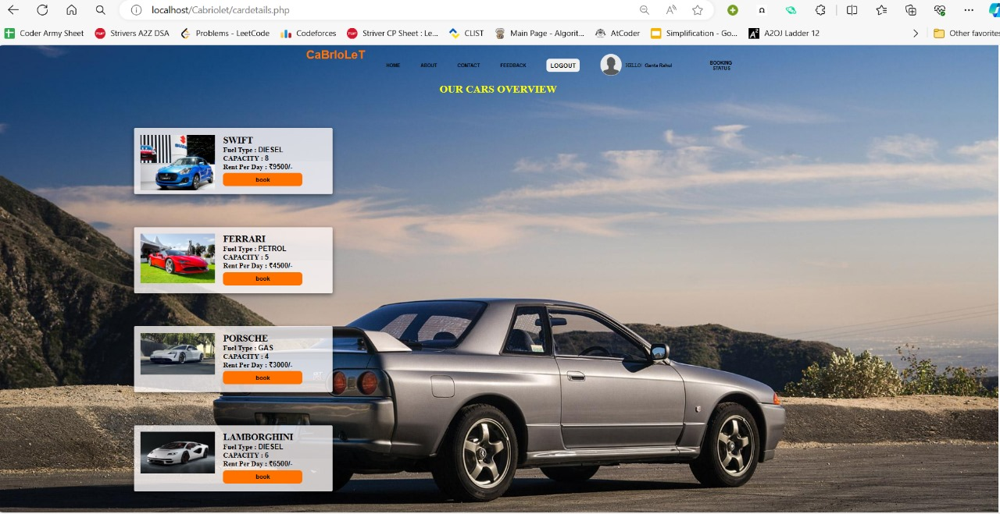 localhost/Cabriolet/cardetails.php
Coder Army Sheet
Strivers A2Z DSA
Problems - LeetCode
Codeforces
Striver CP Sheet : Le...
CLIST
Main Page - Algorit...
AtCoder
Simplification - Go...
A2OJ Ladder 12
Other favorites
CaBrIoLeT
HOME
ABOUT
CONTACT
FEEDBACK
LOGOUT
HELLO! Ganta Rahul
BOOKING
STATUS
OUR CARS OVERVIEW
SWIFT
Fuel Type : DIESEL
CAPACITY : 8
Rent Per Day : ₹9500/-
book
FERRARI
Fuel Type : PETROL
CAPACITY : 5
Rent Per Day : ₹4500/-
book
PORSCHE
Fuel Type : GAS
CAPACITY : 4
Rent Per Day : ₹3000/-
book
LAMBORGHINI
Fuel Type : DIESEL
CAPACITY : 6
Rent Per Day : ₹6500/-
book